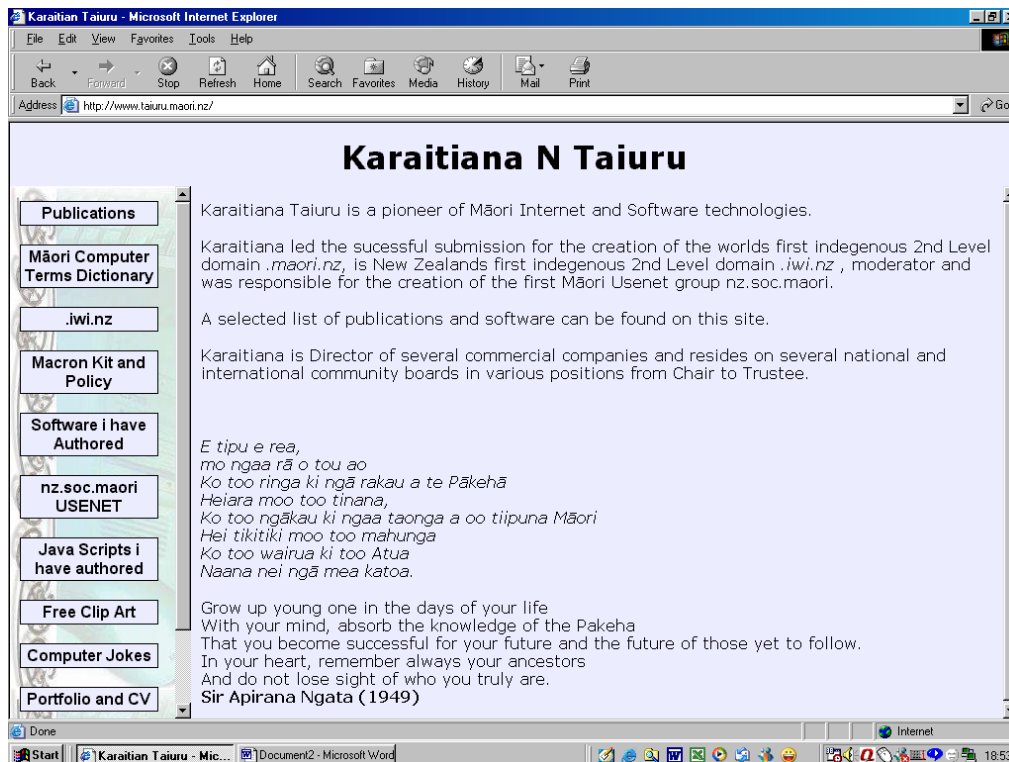 Karaitian Taiuru - Microsoft Internet Explorer
File Edit View Favorites Tools Help
Back Forward Stop Refresh Home Search Favorites Media History Mail Print
Address http://www.taiuru.maori.nz/ Go
Karaitiana N Taiuru
Publications
Māori Computer
Terms Dictionary
.iwi.nz
Macron Kit and
Policy
Software i have
Authored
nz.soc.maori
USENET
Java Scripts i
have authored
Free Clip Art
Computer Jokes
Portfolio and CV
Karaitiana Taiuru is a pioneer of Māori Internet and Software technologies.
Karaitiana led the sucessful submission for the creation of the worlds first indegenous 2nd Level
domain .maori.nz, is New Zealands first indegenous 2nd Level domain .iwi.nz , moderator and
was responsible for the creation of the first Māori Usenet group nz.soc.maori.
A selected list of publications and software can be found on this site.
Karaitiana is Director of several commercial companies and resides on several national and
international community boards in various positions from Chair to Trustee.
E tipu e rea,
mo ngaa rā o tou ao
Ko too ringa ki ngā rakau a te Pākehā
Heiara moo too tinana,
Ko too ngākau ki ngaa taonga a oo tiipuna Māori
Hei tikitiki moo too mahunga
Ko too wairua ki too Atua
Naana nei ngā mea katoa.
Grow up young one in the days of your life
With your mind, absorb the knowledge of the Pakeha
That you become successful for your future and the future of those yet to follow.
In your heart, remember always your ancestors
And do not lose sight of who you truly are.
Sir Apirana Ngata (1949)
Done Internet
Start Karaitian Taiuru - Mic... Document2 - Microsoft Word 18:53